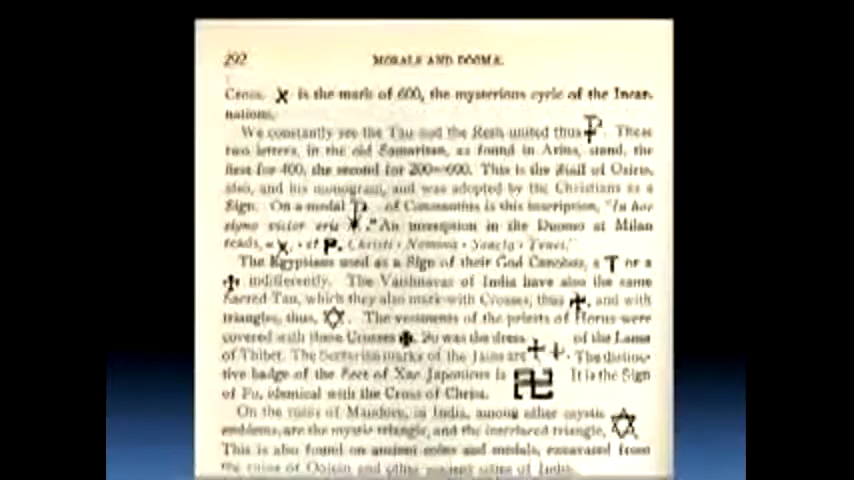 292 MORALS AND DOGMA.
Cross. X is the mark of 600, the mysterious cycle of the Incar-
nations.
We constantly see the Tau and the Resh united thus . These
two letters, in the old Samaritan, as found in Arius, stand, the
first for 400, the second for 200=600. This is the Staff of Osiris,
also, and his monogram, and was adopted by the Christians as a
Sign. On a medal of Constantius is this inscription, "In hoc
signo victor eris ." An inscription in the Duomo at Milan
reads, " X. et P. Christi • Nomina • Sancta • Tenei."
The Egyptians used as a Sign of their God Canobus, a T or a
indifferently. The Vaishnavas of India have also the same
Sacred Tau, which they also mark with Crosses, thus , and with
triangles, thus, ✡. The vestments of the priests of Horus were
covered with these Crosses ✠. So was the dress of the Lama
of Thibet. The Sectarian marks of the Jains are . The distinc-
tive badge of the Sect of Xac Japonicus is 卍 It is the Sign
of Fo, identical with the Cross of Christ.
On the ruins of Mandore, in India, among other mystic
emblems, are the mystic triangle, and the interlaced triangle, ✡.
This is also found on ancient coins and medals, excavated from
the ruins of Oojein and other ancient cities of India.